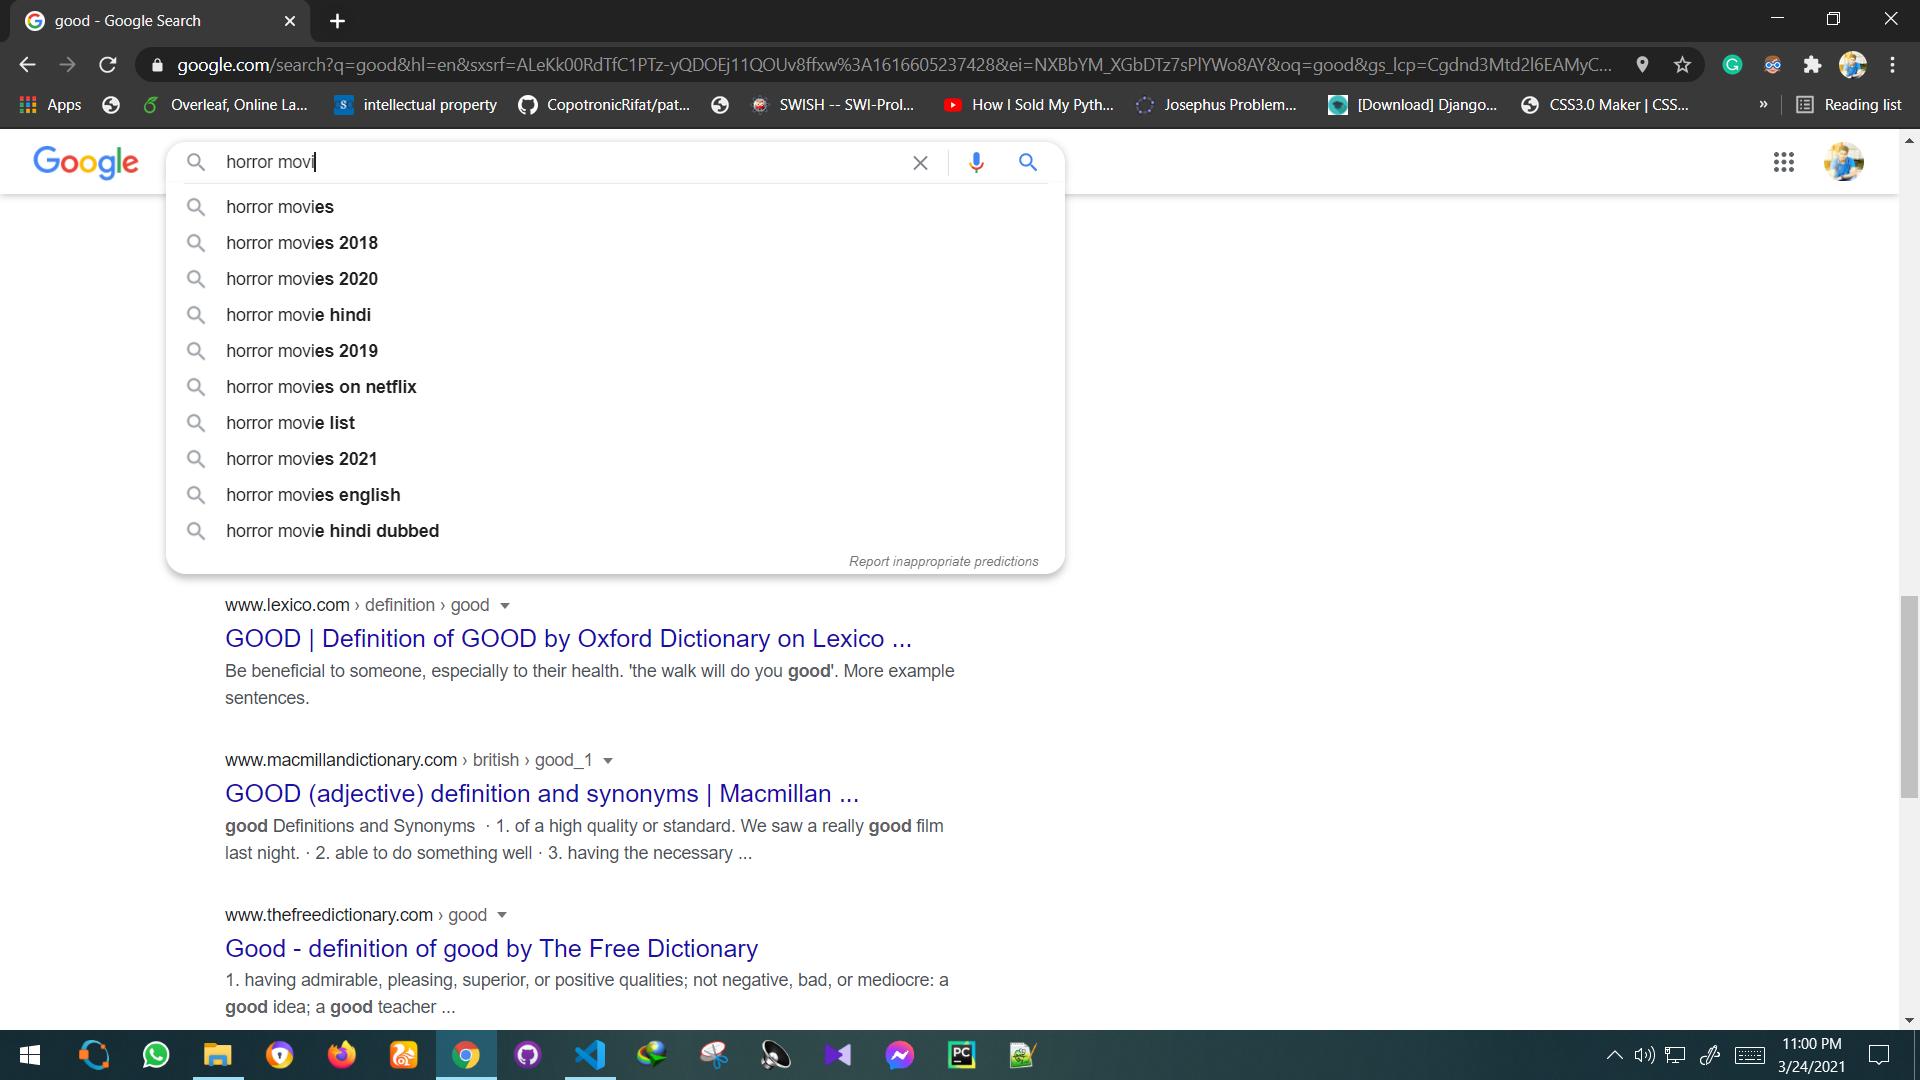 good - Google Search
google.com/search?q=good&hl=en&sxsrf=ALeKk00RdTfC1PTz-yQDOEj11QOUv8ffxw%3A1616605237428&ei=NXBbYM_XGbDTz7sPlYWo8AY&oq=good&gs_lcp=Cgdnd3Mtd2l6EAMyC...
Apps Overleaf, Online La... intellectual property CopotronicRifat/pat... SWISH -- SWI-Prol... How I Sold My Pyth... Josephus Problem... [Download] Django... CSS3.0 Maker | CSS... » Reading list
Google horror movi
horror movies
horror movies 2018
horror movies 2020
horror movie hindi
horror movies 2019
horror movies on netflix
horror movie list
horror movies 2021
horror movies english
horror movie hindi dubbed
Report inappropriate predictions
www.lexico.com › definition › good
GOOD | Definition of GOOD by Oxford Dictionary on Lexico ...
Be beneficial to someone, especially to their health. 'the walk will do you good'. More example
sentences.
www.macmillandictionary.com › british › good_1
GOOD (adjective) definition and synonyms | Macmillan ...
good Definitions and Synonyms · 1. of a high quality or standard. We saw a really good film
last night. · 2. able to do something well · 3. having the necessary ...
www.thefreedictionary.com › good
Good - definition of good by The Free Dictionary
1. having admirable, pleasing, superior, or positive qualities; not negative, bad, or mediocre: a
good idea; a good teacher ...
PC
11:00 PM
3/24/2021